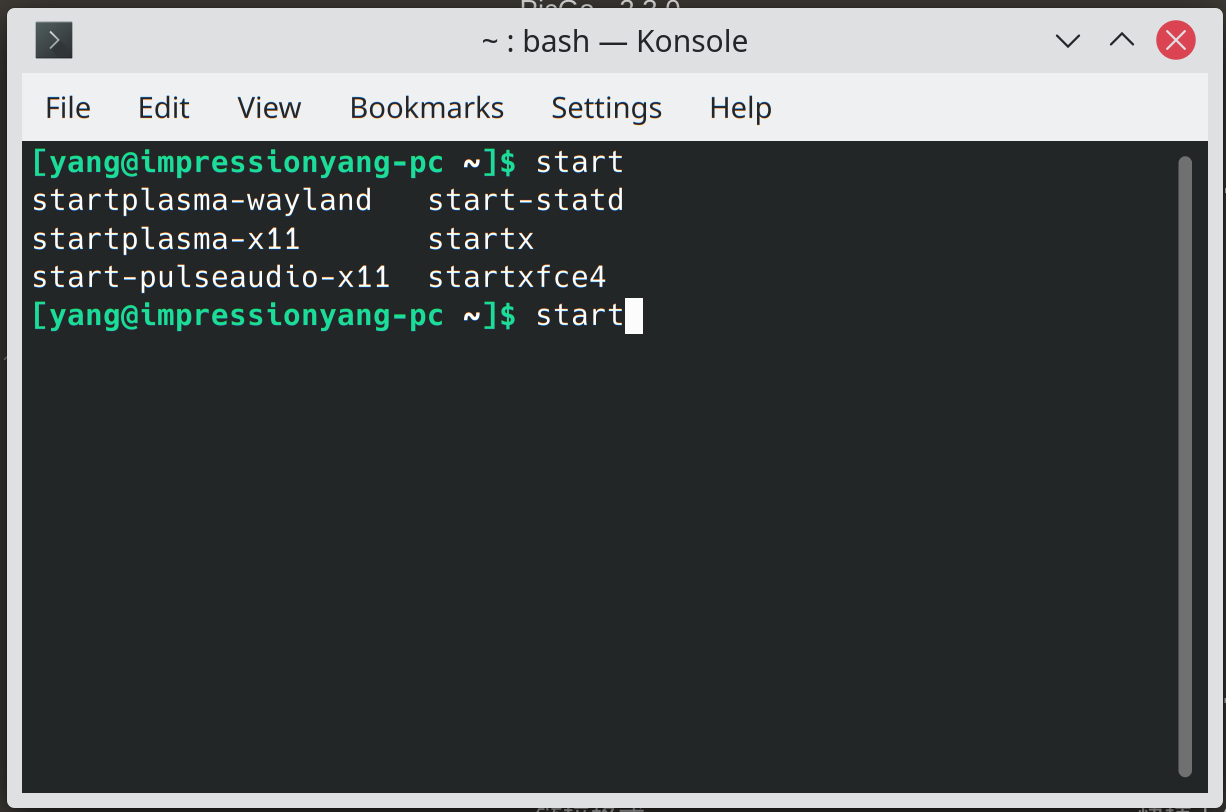 ~ : bash — Konsole
File Edit View Bookmarks Settings Help
[yang@impressionyang-pc ~]$ start
startplasma-wayland start-statd
startplasma-x11 startx
start-pulseaudio-x11 startxfce4
[yang@impressionyang-pc ~]$ start